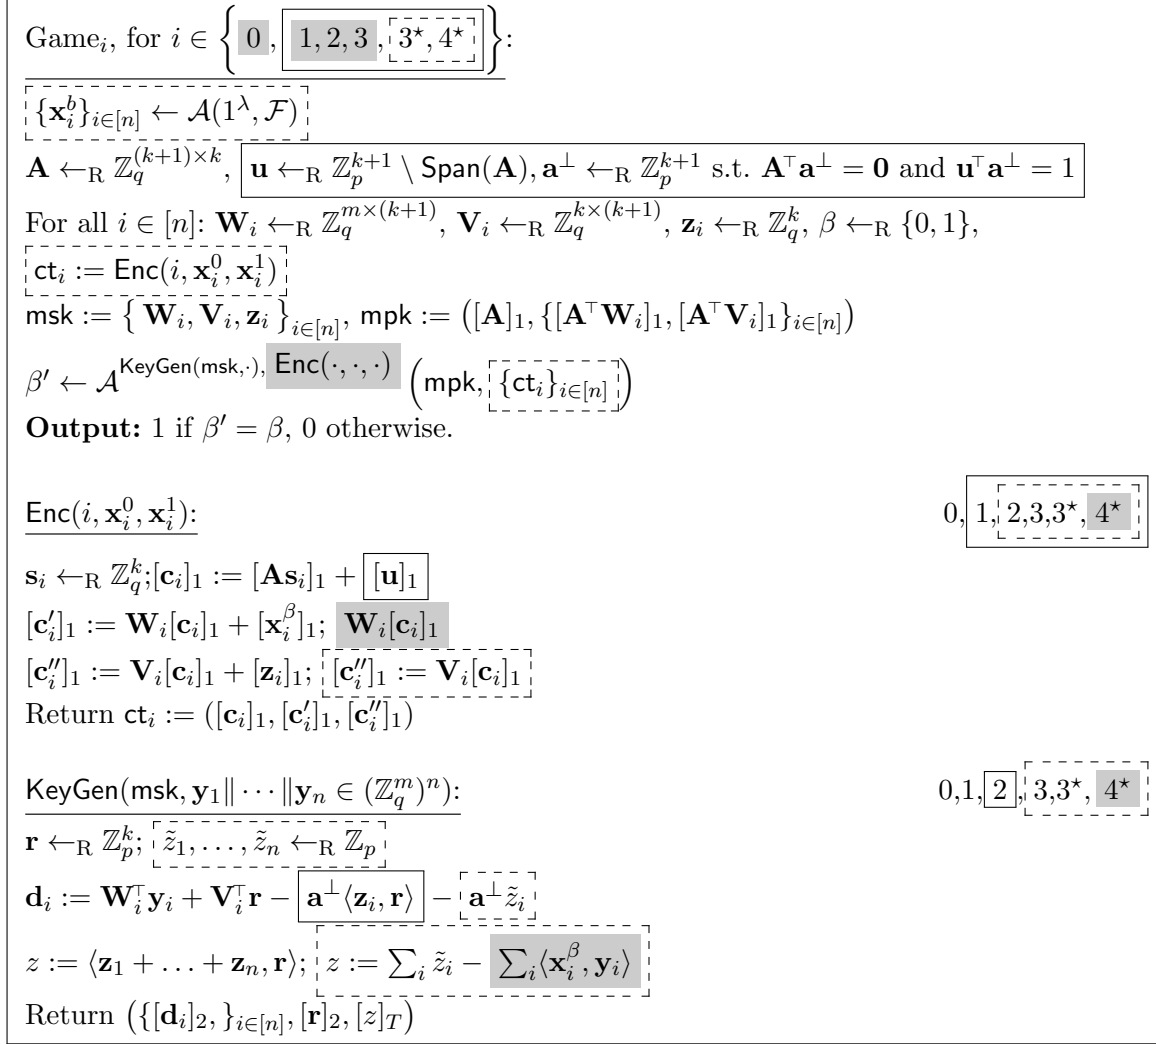 Game_i, for i ∈ { 0, 1, 2, 3, 3⋆, 4⋆ }:
{x_i^b}_{i∈[n]} ← A(1^λ, F)
A ←_R Z_q^{(k+1)×k}, u ←_R Z_p^{k+1} \ Span(A), a^⊥ ←_R Z_p^{k+1} s.t. A^⊤a^⊥ = 0 and u^⊤a^⊥ = 1
For all i ∈ [n]: W_i ←_R Z_q^{m×(k+1)}, V_i ←_R Z_q^{k×(k+1)}, z_i ←_R Z_q^k, β ←_R {0, 1},
ct_i := Enc(i, x_i^0, x_i^1)
msk := { W_i, V_i, z_i }_{i∈[n]}, mpk := ([A]_1, {[A^⊤W_i]_1, [A^⊤V_i]_1}_{i∈[n]})
β′ ← A^{KeyGen(msk,·), Enc(·, ·, ·)} (mpk, {ct_i}_{i∈[n]})
Output: 1 if β′ = β, 0 otherwise.
Enc(i, x_i^0, x_i^1): 0, 1, 2,3,3⋆, 4⋆
s_i ←_R Z_q^k;[c_i]_1 := [As_i]_1 + [u]_1
[c′_i]_1 := W_i[c_i]_1 + [x_i^β]_1; W_i[c_i]_1
[c′′_i]_1 := V_i[c_i]_1 + [z_i]_1; [c′′_i]_1 := V_i[c_i]_1
Return ct_i := ([c_i]_1, [c′_i]_1, [c′′_i]_1)
KeyGen(msk, y_1∥ · · · ∥y_n ∈ (Z_q^m)^n): 0,1, 2, 3,3⋆, 4⋆
r ←_R Z_p^k; z̃_1, . . . , z̃_n ←_R Z_p
d_i := W_i^⊤y_i + V_i^⊤r − a^⊥⟨z_i, r⟩ − a^⊥z̃_i
z := ⟨z_1 + . . . + z_n, r⟩; z := ∑_i z̃_i − ∑_i⟨x_i^β, y_i⟩
Return ({[d_i]_2, }_{i∈[n]}, [r]_2, [z]_T)